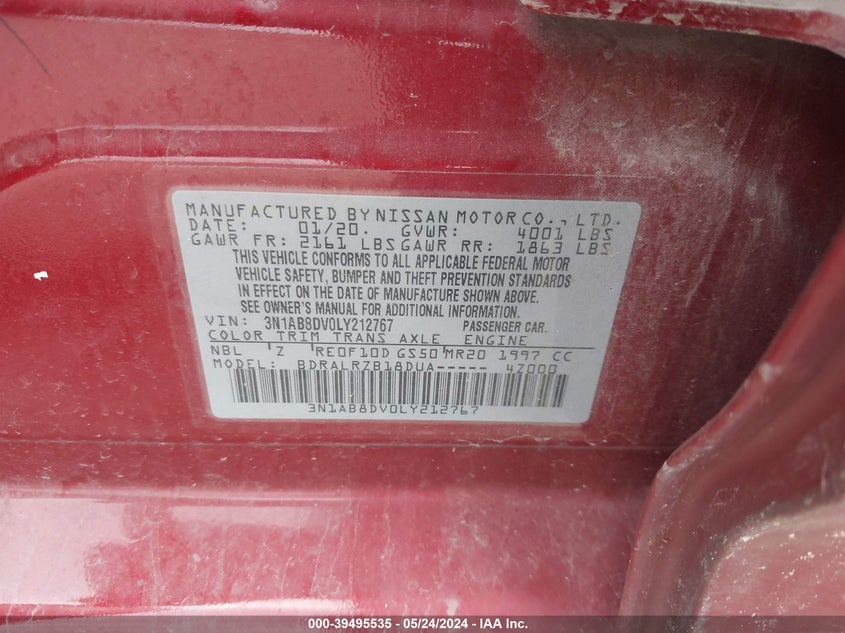 MANUFACTURED BY NISSAN MOTOR CO., LTD.
DATE: 01/20. GVWR: 4001 LBS
GAWR FR: 2161 LBS GAWR RR: 1863 LBS
THIS VEHICLE CONFORMS TO ALL APPLICABLE FEDERAL MOTOR
VEHICLE SAFETY, BUMPER AND THEFT PREVENTION STANDARDS
IN EFFECT ON THE DATE OF MANUFACTURE SHOWN ABOVE.
SEE OWNER'S MANUAL FOR ADDITIONAL INFORMATION.
VIN: 3N1AB8DV0LY212767 PASSENGER CAR.
COLOR TRIM TRANS AXLE ENGINE
NBL Z RE0F10D GS50 MR20 1997 CC
MODEL: BDRALRZB18DUA----- 4Z000
3N1AB8DV0LY212767
000-39495535 - 05/24/2024 - IAA Inc.